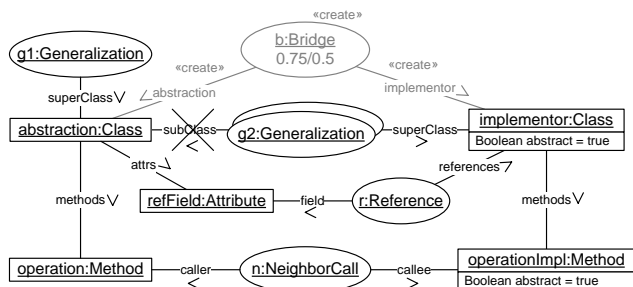 «create»
g1:Generalization
b:Bridge
0.75/0.5
«create»
«create»
superClass
abstraction
implementor
abstraction:Class
subClass
g2:Generalization
superClass
implementor:Class
Boolean abstract = true
attrs
references
refField:Attribute
field
r:Reference
methods
methods
operation:Method
caller
n:NeighborCall
callee
operationImpl:Method
Boolean abstract = true